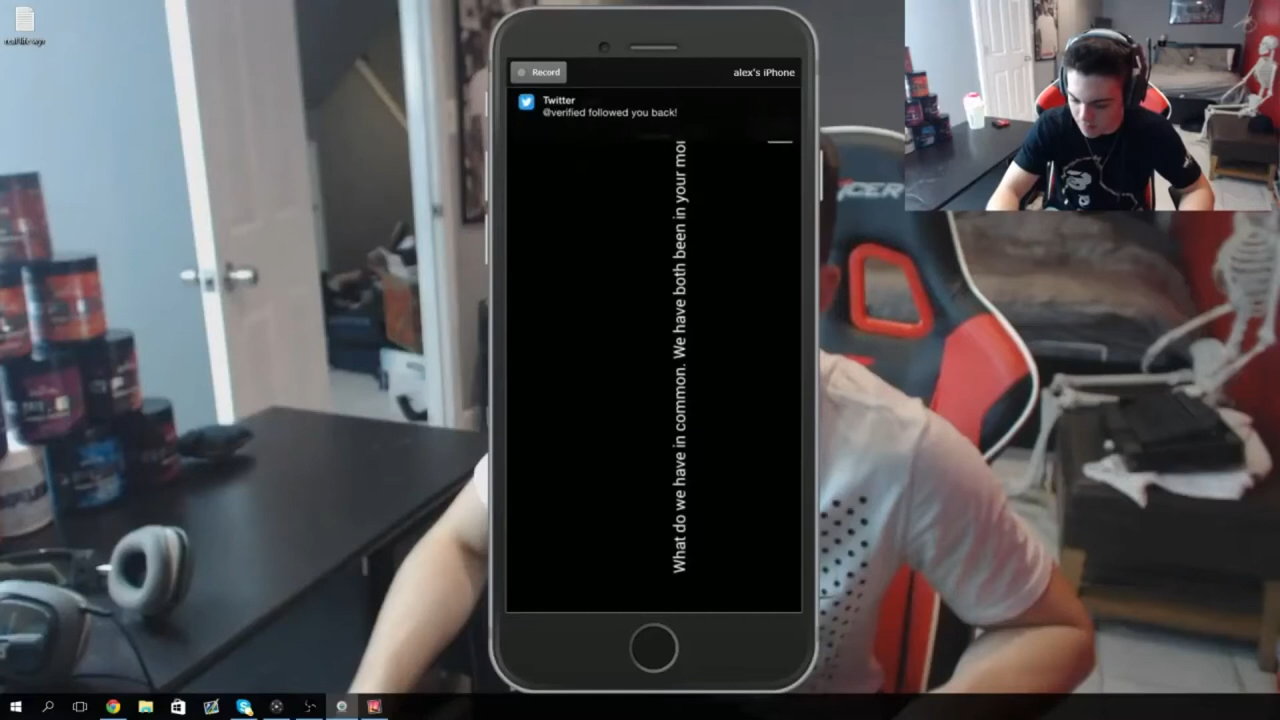 Record
alex's iPhone
Twitter
@verified followed you back!
What do we have in common. We have both been in your mo